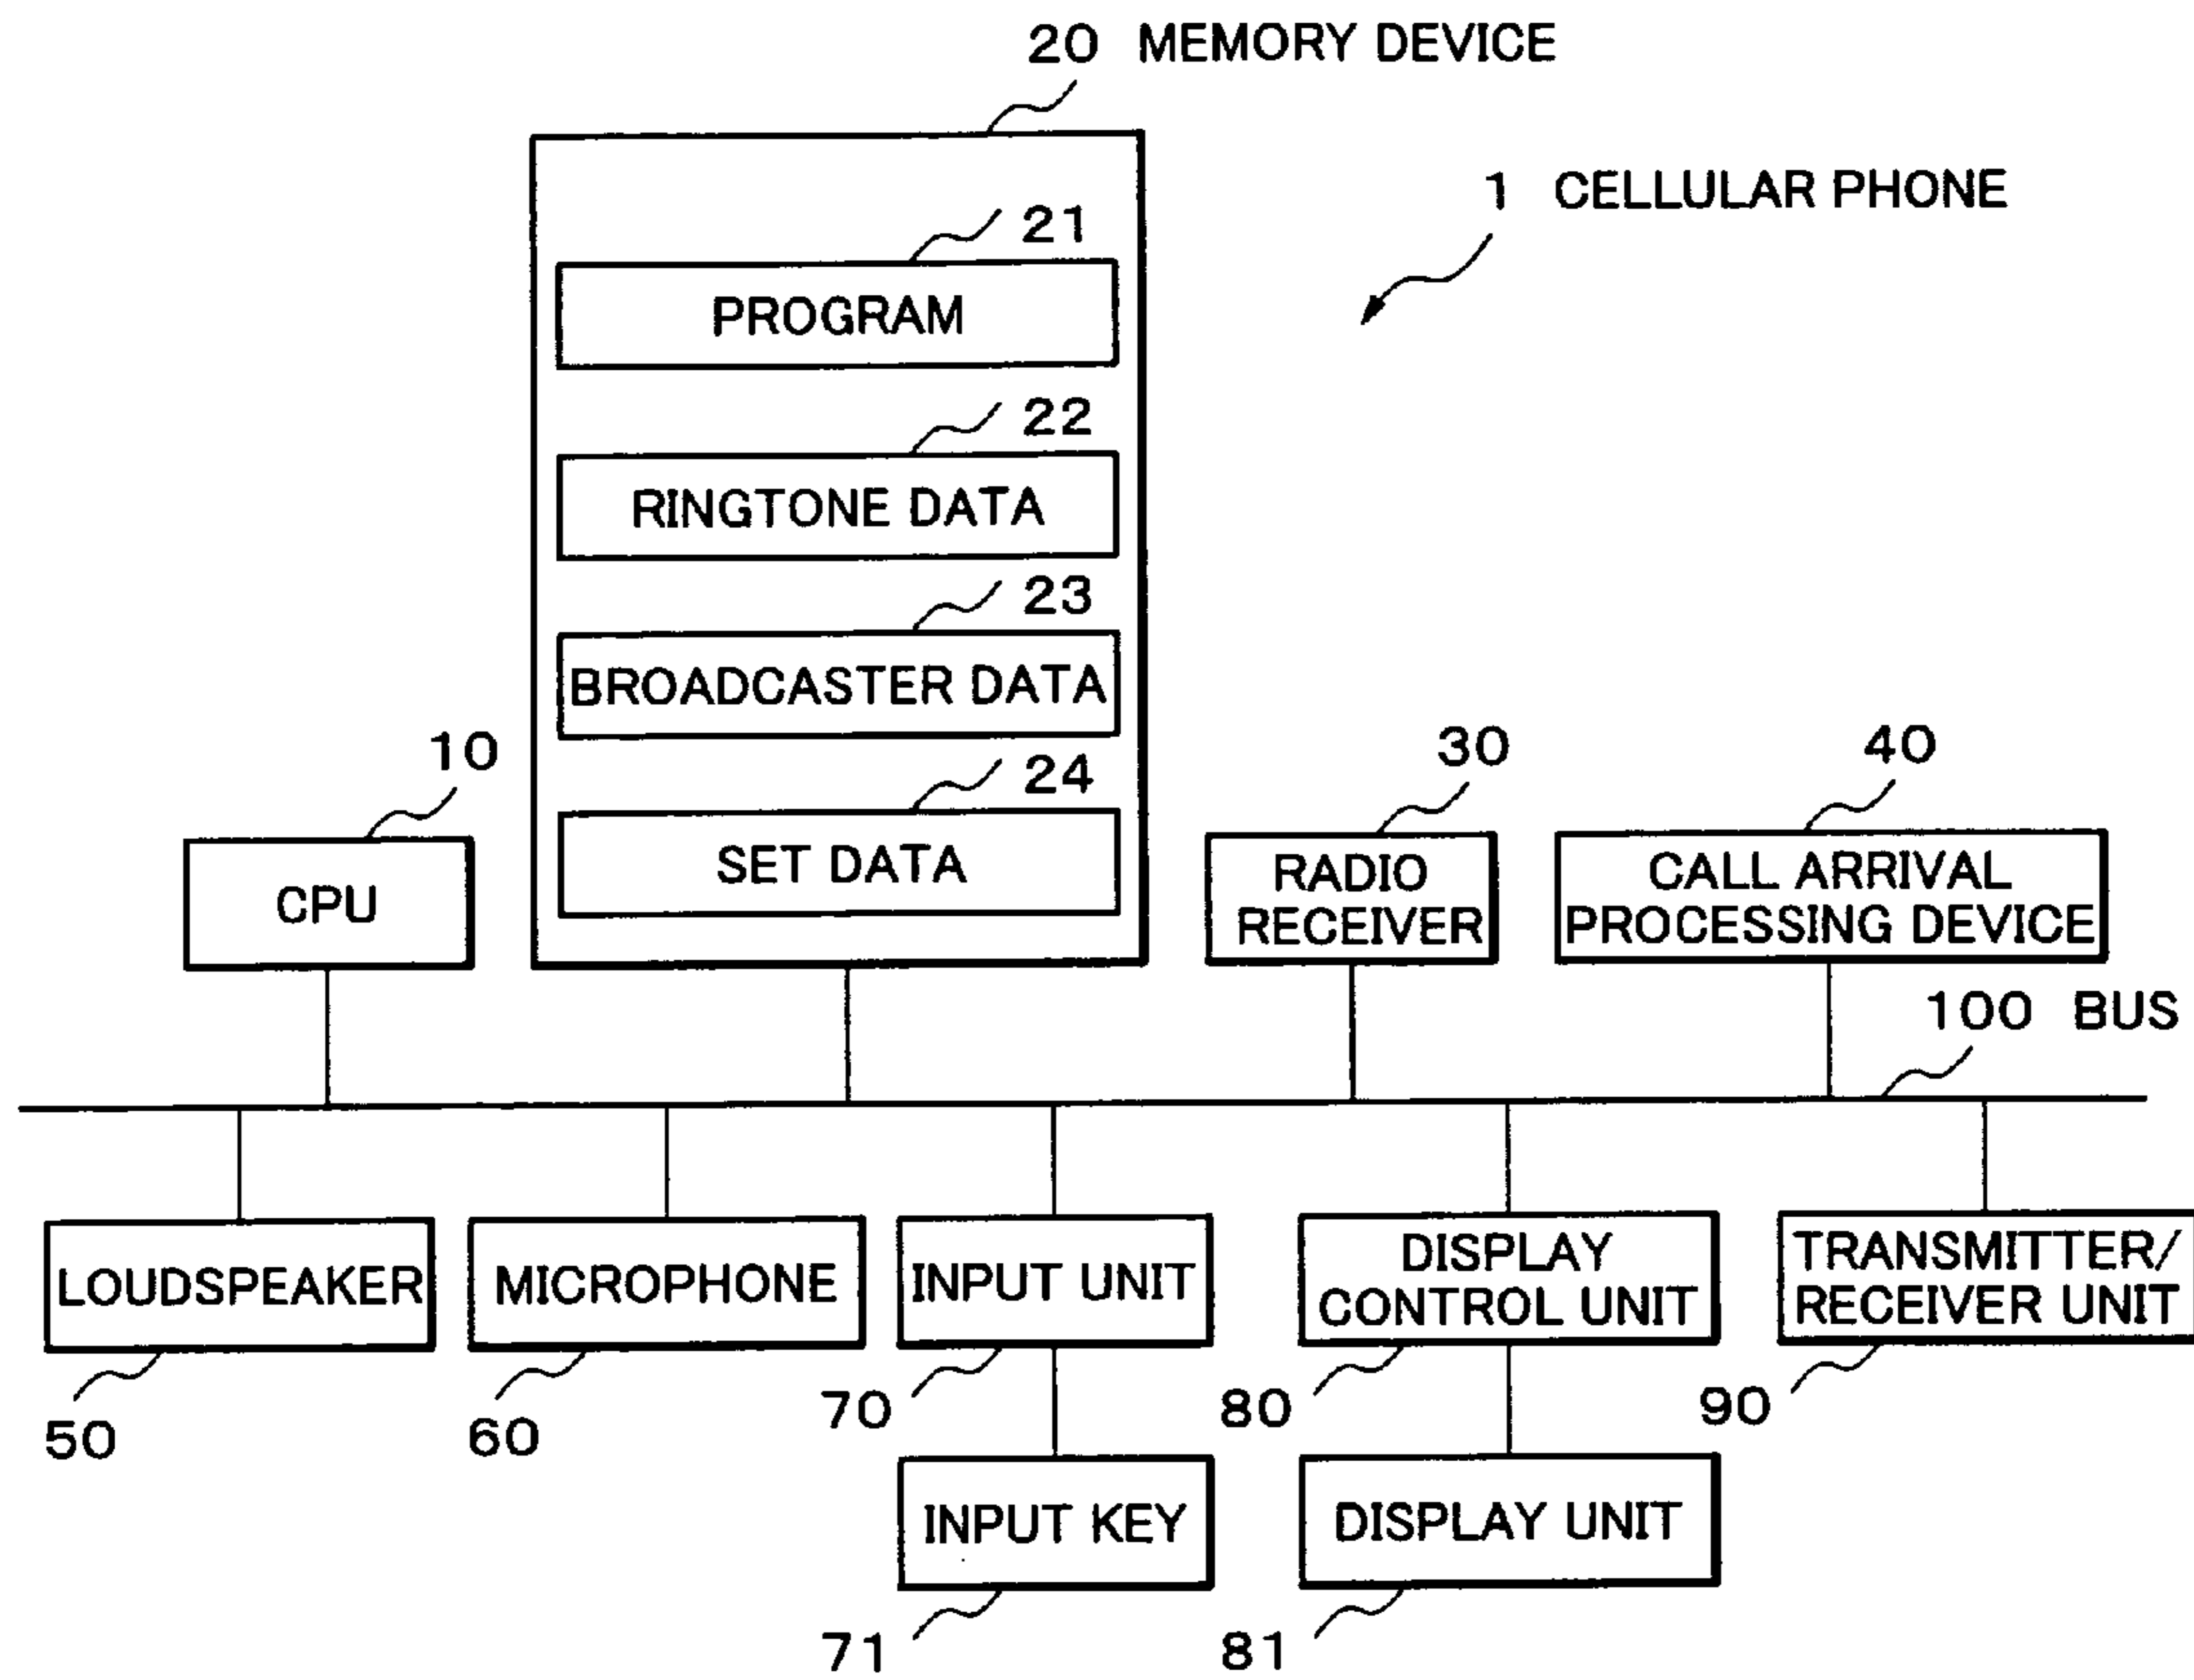 20 MEMORY DEVICE
1 CELLULAR PHONE
21
PROGRAM
22
RINGTONE DATA
23
BROADCASTER DATA
24
SET DATA
10
CPU
30
RADIO
RECEIVER
40
CALL ARRIVAL
PROCESSING DEVICE
100 BUS
LOUDSPEAKER
50
MICROPHONE
60
INPUT UNIT
70
DISPLAY
CONTROL UNIT
80
TRANSMITTER/
RECEIVER UNIT
90
INPUT KEY
71
DISPLAY UNIT
81